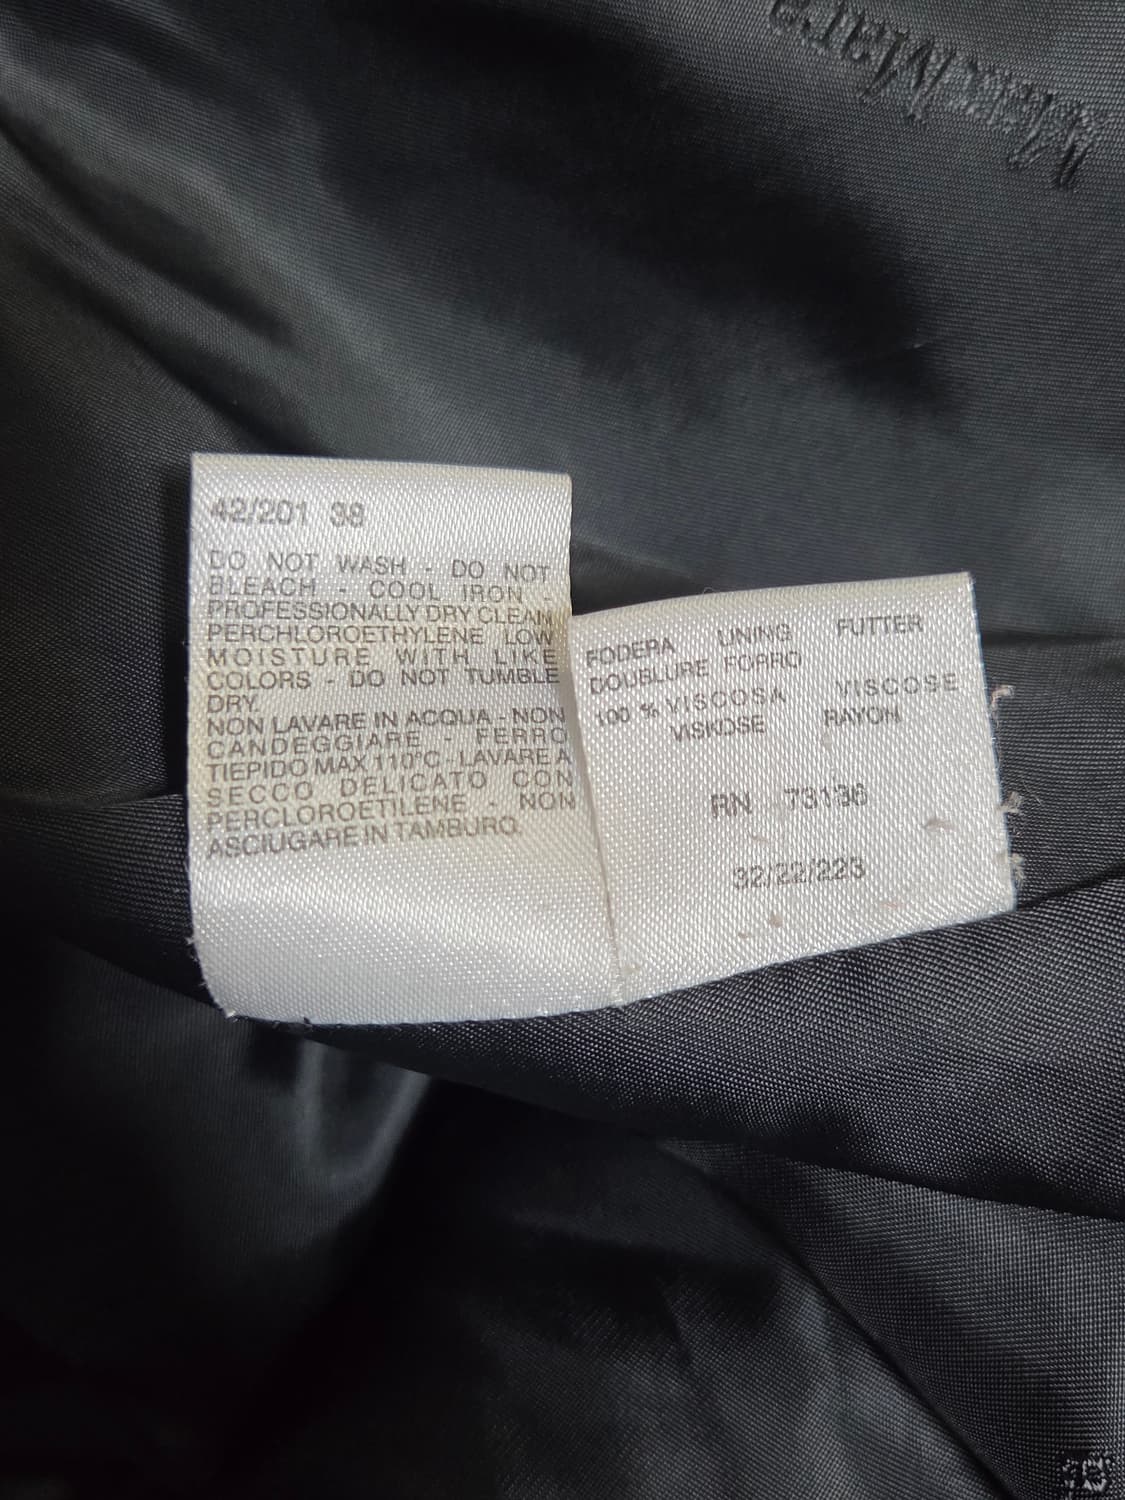 MaxMara
42/201 38
DO NOT WASH - DO NOT
BLEACH - COOL IRON -
PROFESSIONALLY DRY CLEAN
PERCHLOROETHYLENE LOW
MOISTURE WITH LIKE
COLORS - DO NOT TUMBLE
DRY.
NON LAVARE IN ACQUA - NON
CANDEGGIARE - FERRO
TIEPIDO MAX 110°C - LAVARE A
SECCO DELICATO CON
PERCLOROETILENE - NON
ASCIUGARE IN TAMBURO.
FODERA LINING FUTTER
DOUBLURE FORRO
100 % VISCOSA VISCOSE
VISKOSE RAYON
RN 73136
32/22/223